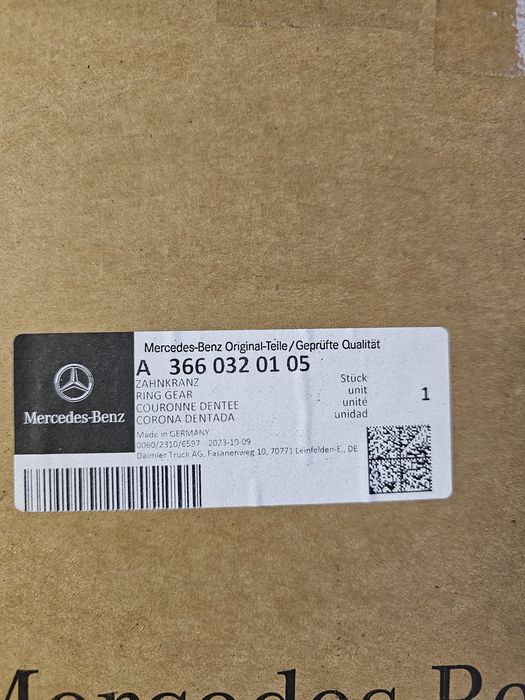 Mercedes-Benz Original-Teile/Geprüfte Qualität
A 366 032 01 05
ZAHNKRANZ
RING GEAR
COURONNE DENTEE
CORONA DENTADA
Stück
unit
unité
unidad
1
Made in GERMANY
0060/2310/6597 2023-10-09
Daimler Truck AG, Fasanenweg 10, 70771 Leinfelden-E., DE
Mercedes-Benz
Mercedes-Be